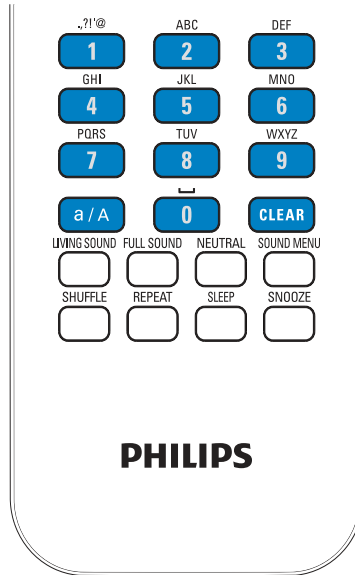 .,?!'@ ABC DEF
1 2 3
GHI JKL MNO
4 5 6
PQRS TUV WXYZ
7 8 9
a/A 0 CLEAR
LIVING SOUND FULL SOUND NEUTRAL SOUND MENU
SHUFFLE REPEAT SLEEP SNOOZE
PHILIPS